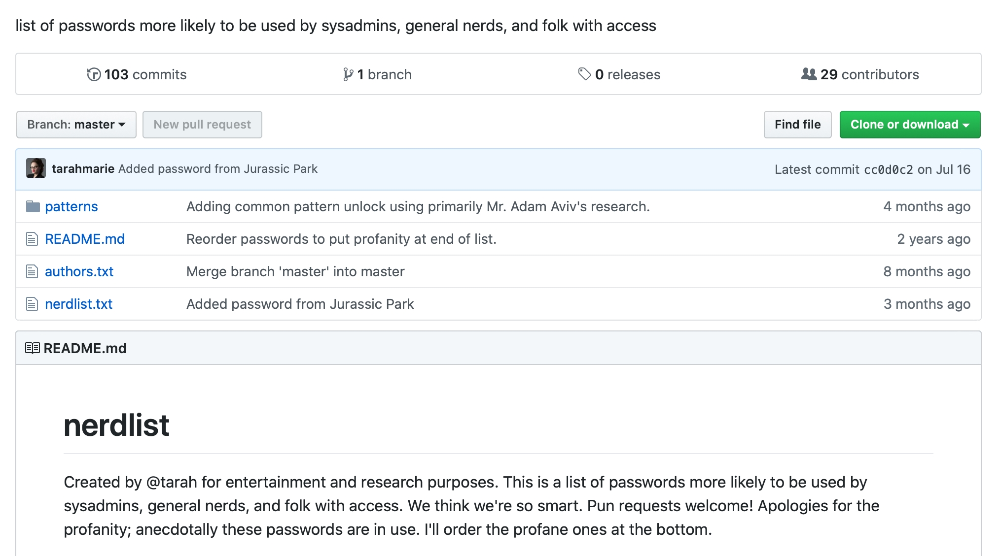 list of passwords more likely to be used by sysadmins, general nerds, and folk with access
103 commits
1 branch
0 releases
29 contributors
Branch: master
New pull request
Find file
Clone or download
tarahmarie Added password from Jurassic Park
Latest commit cc0d0c2 on Jul 16
patterns Adding common pattern unlock using primarily Mr. Adam Aviv's research. 4 months ago
README.md Reorder passwords to put profanity at end of list. 2 years ago
authors.txt Merge branch 'master' into master 8 months ago
nerdlist.txt Added password from Jurassic Park 3 months ago
README.md
nerdlist
Created by @tarah for entertainment and research purposes. This is a list of passwords more likely to be used by
sysadmins, general nerds, and folk with access. We think we're so smart. Pun requests welcome! Apologies for the
profanity; anecdotally these passwords are in use. I'll order the profane ones at the bottom.